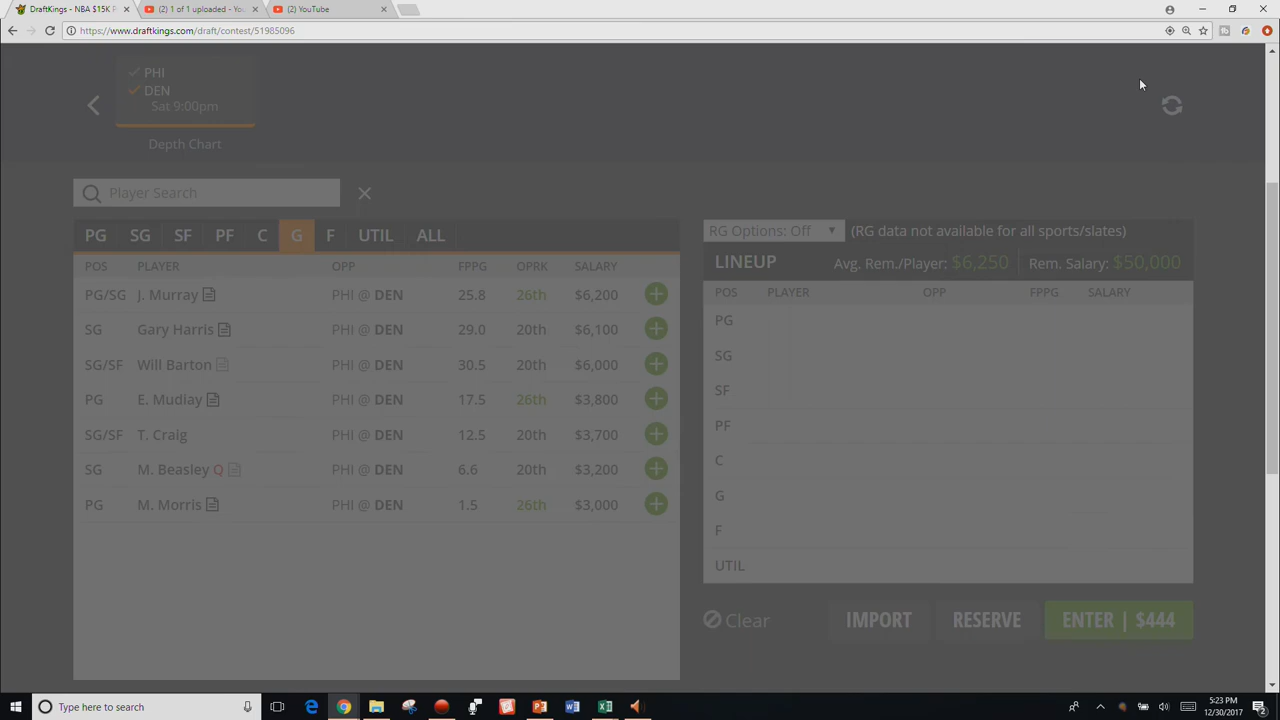 DraftKings - NBA $15K F
(2) 1 of 1 uploaded - You
(2) YouTube
https://www.draftkings.com/draft/contest/51985096
PHI
DEN
Sat 9:00pm
Depth Chart
Player Search
PG SG SF PF C G F UTIL ALL
POS PLAYER OPP FPPG OPRK SALARY
PG/SG J. Murray PHI @ DEN 25.8 26th $6,200
SG Gary Harris PHI @ DEN 29.0 20th $6,100
SG/SF Will Barton PHI @ DEN 30.5 20th $6,000
PG E. Mudiay PHI @ DEN 17.5 26th $3,800
SG/SF T. Craig PHI @ DEN 12.5 20th $3,700
SG M. Beasley Q PHI @ DEN 6.6 20th $3,200
PG M. Morris PHI @ DEN 1.5 26th $3,000
RG Options: Off (RG data not available for all sports/slates)
LINEUP Avg. Rem./Player: $6,250 Rem. Salary: $50,000
POS PLAYER OPP FPPG SALARY
PG
SG
SF
PF
C
G
F
UTIL
Clear IMPORT RESERVE ENTER | $444
Type here to search
5:23 PM
12/30/2017
2